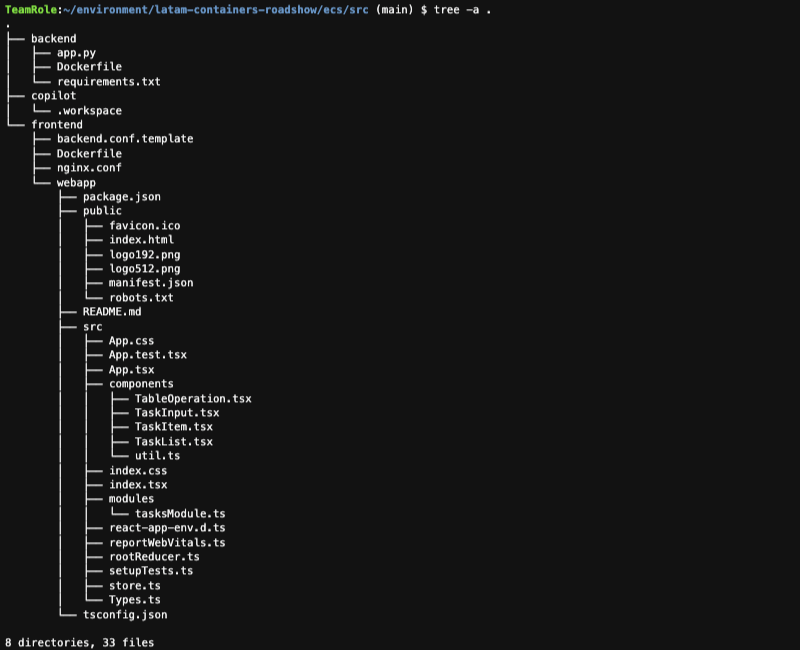 TeamRole:~/environment/latam-containers-roadshow/ecs/src (main) $ tree -a .
.
├── backend
│   ├── app.py
│   ├── Dockerfile
│   └── requirements.txt
├── copilot
│   └── .workspace
└── frontend
    ├── backend.conf.template
    ├── Dockerfile
    ├── nginx.conf
    └── webapp
        ├── package.json
        ├── public
        │   ├── favicon.ico
        │   ├── index.html
        │   ├── logo192.png
        │   ├── logo512.png
        │   ├── manifest.json
        │   └── robots.txt
        ├── README.md
        ├── src
        │   ├── App.css
        │   ├── App.test.tsx
        │   ├── App.tsx
        │   ├── components
        │   │   ├── TableOperation.tsx
        │   │   ├── TaskInput.tsx
        │   │   ├── TaskItem.tsx
        │   │   ├── TaskList.tsx
        │   │   └── util.ts
        │   ├── index.css
        │   ├── index.tsx
        │   ├── modules
        │   │   └── tasksModule.ts
        │   ├── react-app-env.d.ts
        │   ├── reportWebVitals.ts
        │   ├── rootReducer.ts
        │   ├── setupTests.ts
        │   ├── store.ts
        │   └── Types.ts
        └── tsconfig.json
8 directories, 33 files